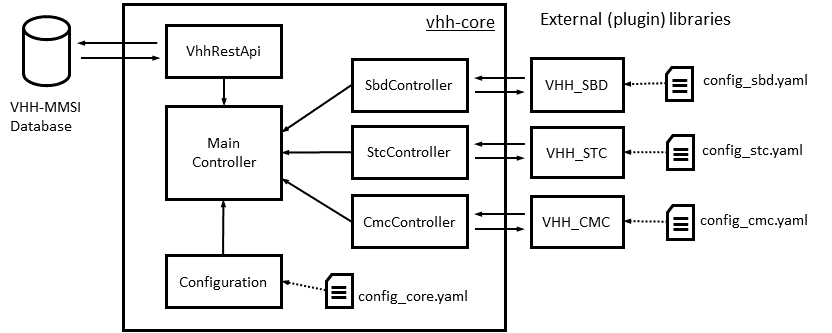 vhh-core
External (plugin) libraries
VhhRestApi
VHH-MMSI
Database
SbdController
VHH_SBD
config_sbd.yaml
Main
Controller
StcController
VHH_STC
config_stc.yaml
CmcController
VHH_CMC
config_cmc.yaml
Configuration
config_core.yaml